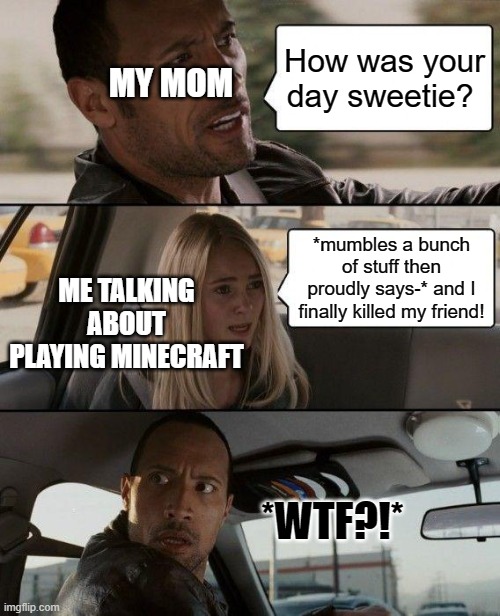 MY MOM
How was your
day sweetie?
ME TALKING
ABOUT
PLAYING MINECRAFT
*mumbles a bunch
of stuff then
proudly says-* and I
finally killed my friend!
*WTF?!*
imgflip.com